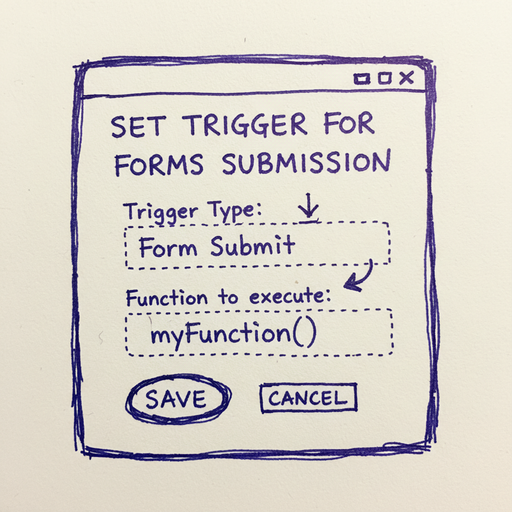 SET TRIGGER FOR
FORMS SUBMISSION
Trigger Type:
Form Submit
Function to execute:
myFunction()
SAVE
CANCEL